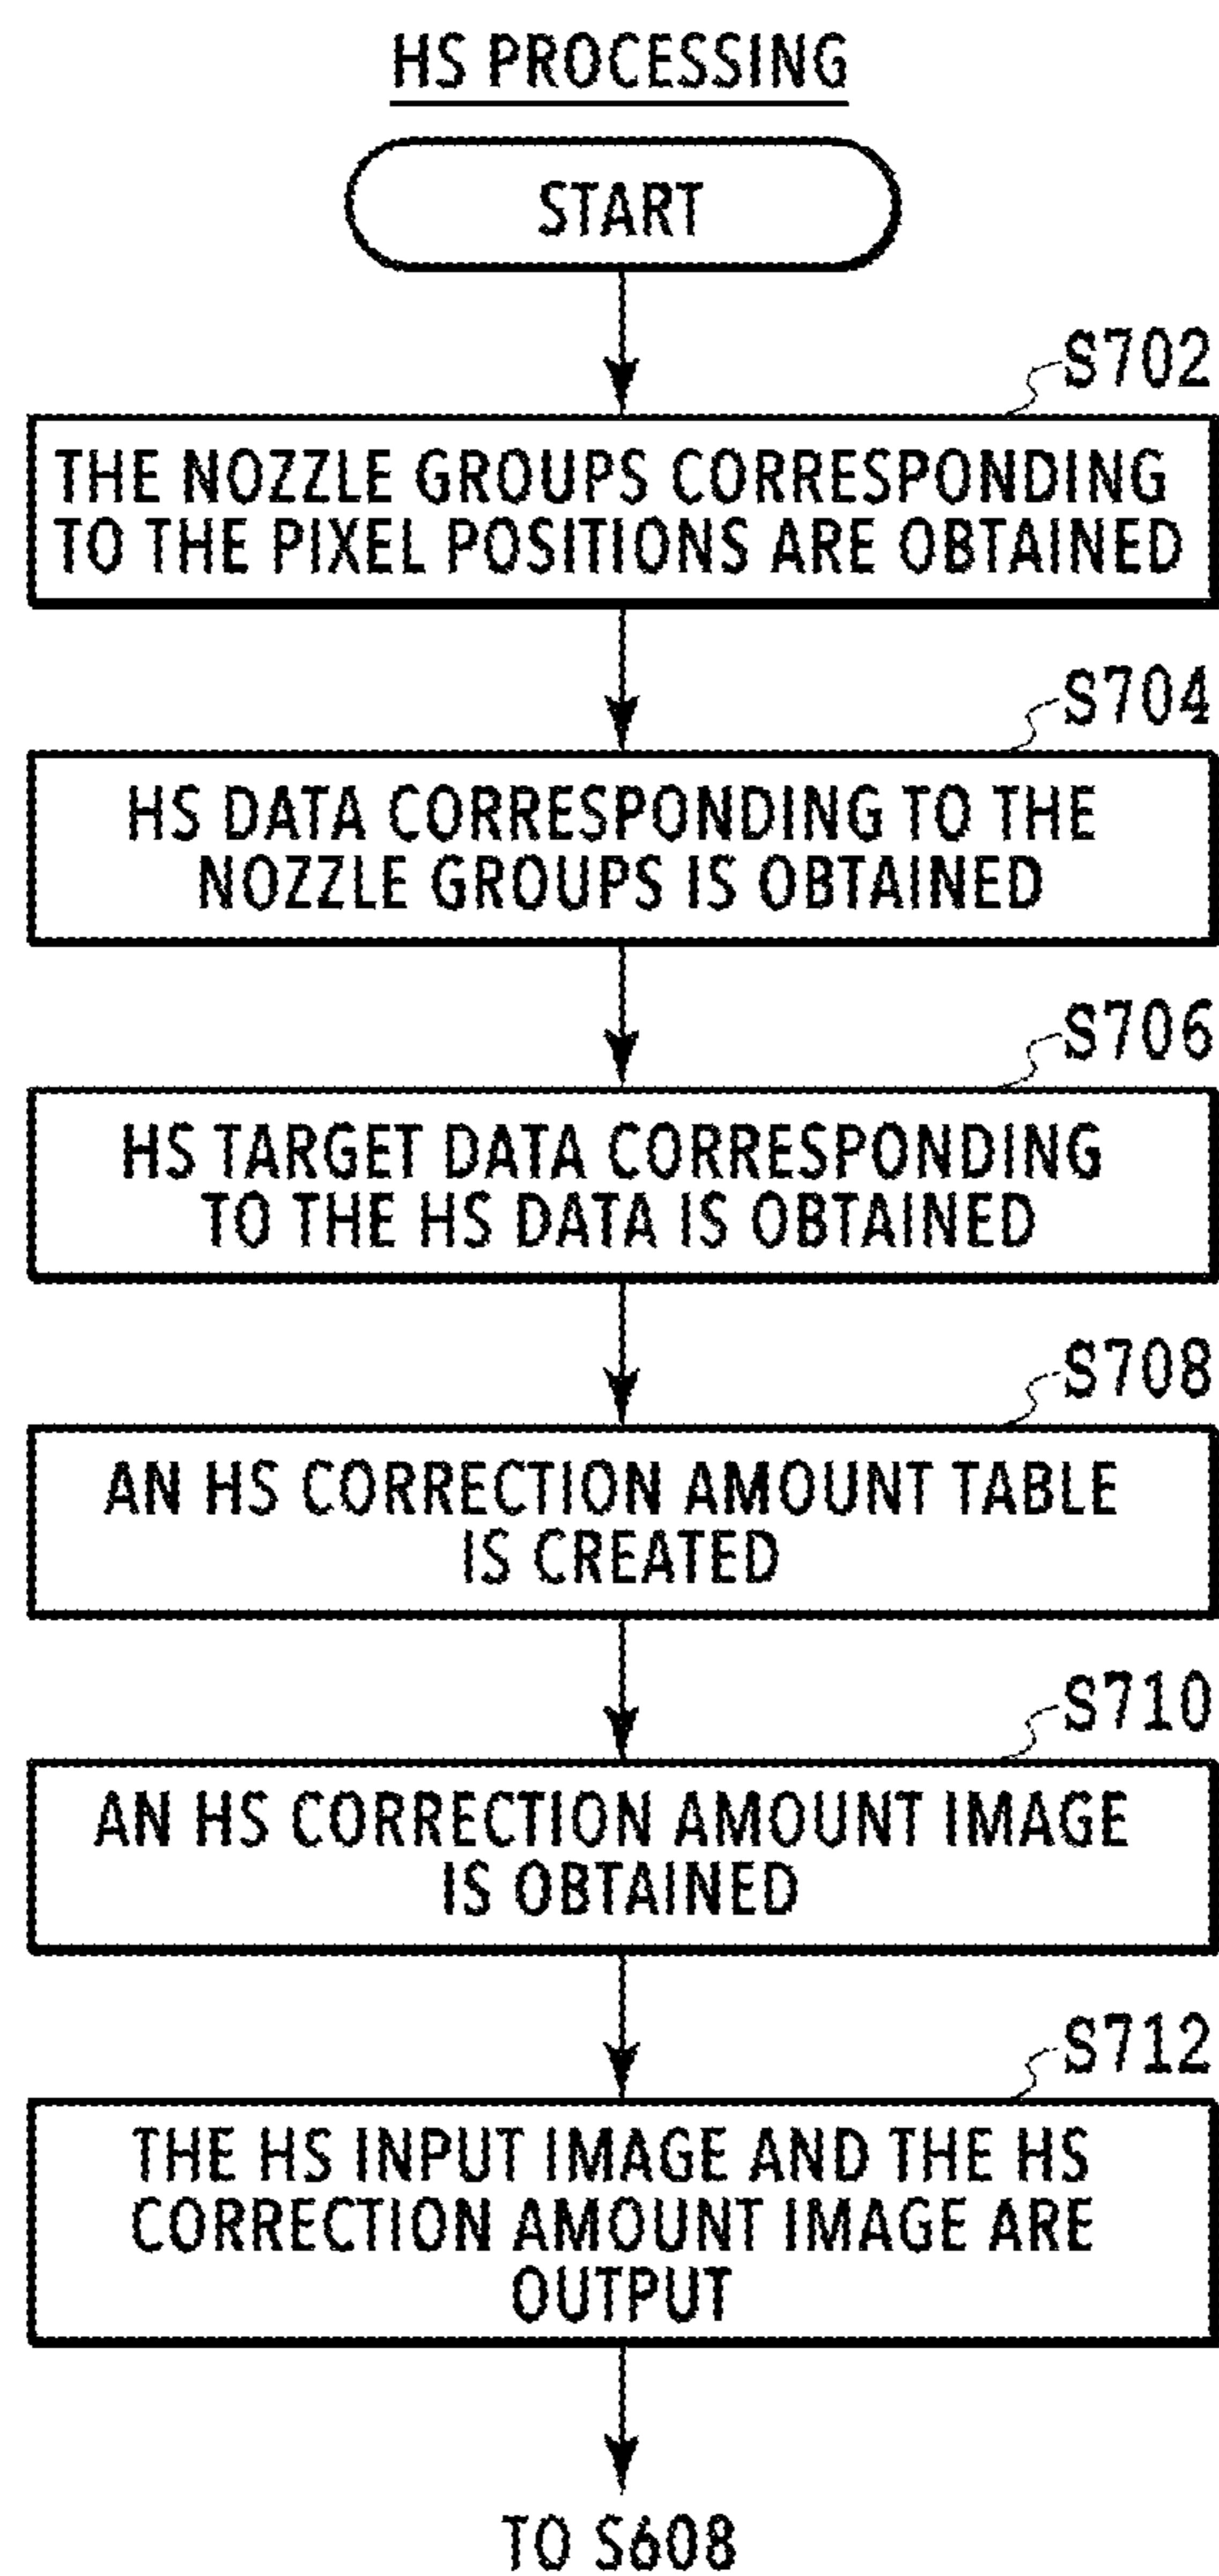 HS PROCESSING
START
S702
THE NOZZLE GROUPS CORRESPONDING
TO THE PIXEL POSITIONS ARE OBTAINED
S704
HS DATA CORRESPONDING TO THE
NOZZLE GROUPS IS OBTAINED
S706
HS TARGET DATA CORRESPONDING
TO THE HS DATA IS OBTAINED
S708
AN HS CORRECTION AMOUNT TABLE
IS CREATED
S710
AN HS CORRECTION AMOUNT IMAGE
IS OBTAINED
S712
THE HS INPUT IMAGE AND THE HS
CORRECTION AMOUNT IMAGE ARE
OUTPUT
TO S608